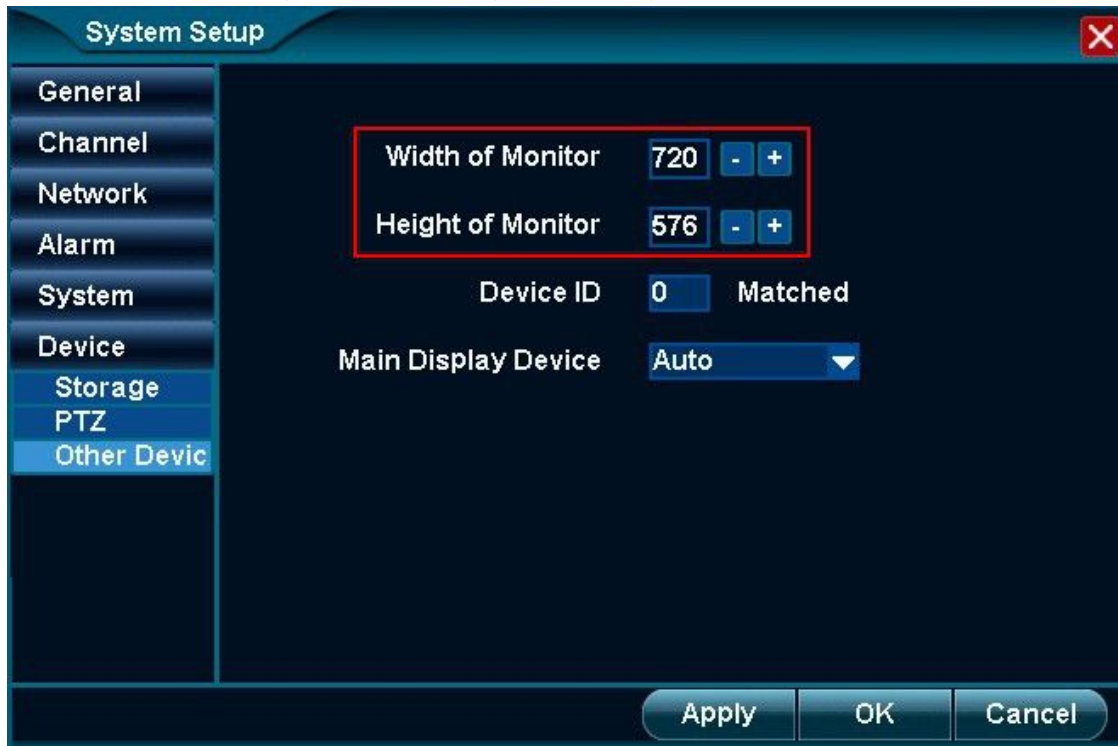 System Setup
General
Channel
Network
Alarm
System
Device
Storage
PTZ
Other Devic
Width of Monitor 720 - +
Height of Monitor 576 - +
Device ID 0 Matched
Main Display Device Auto
Apply OK Cancel